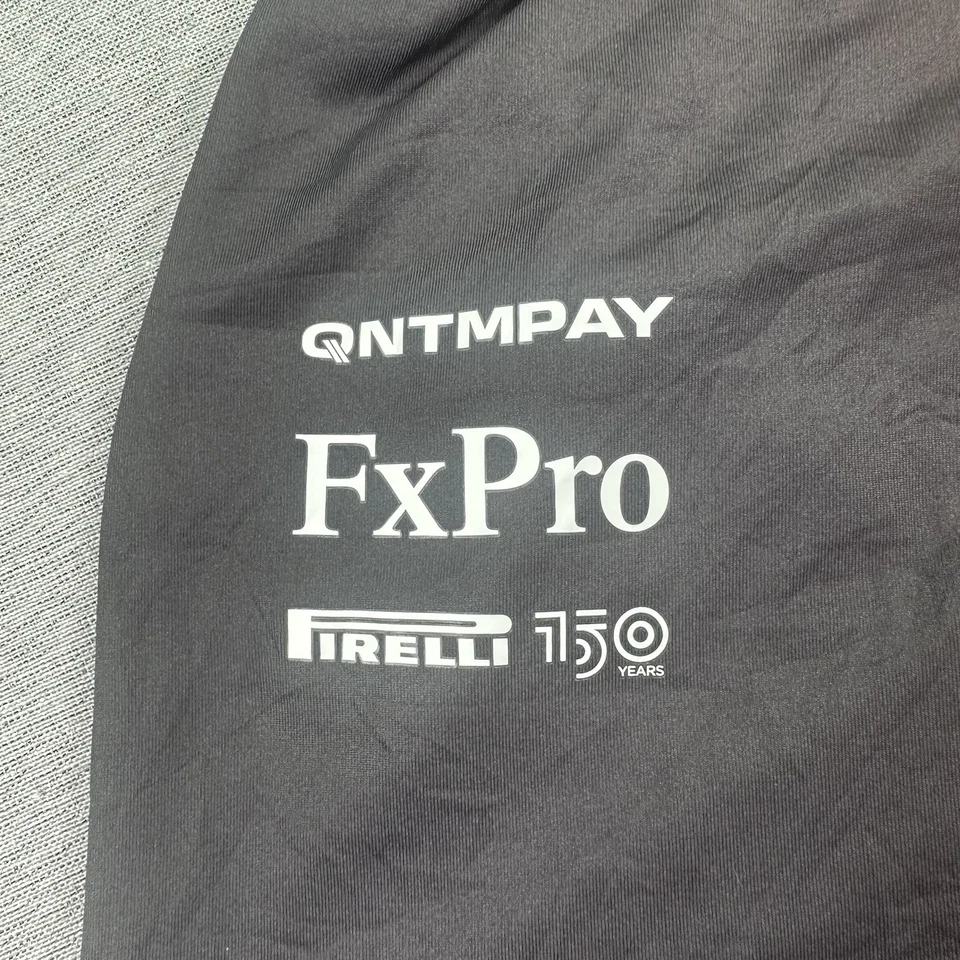 QNTMPAY
FxPro
PIRELLI 150
YEARS